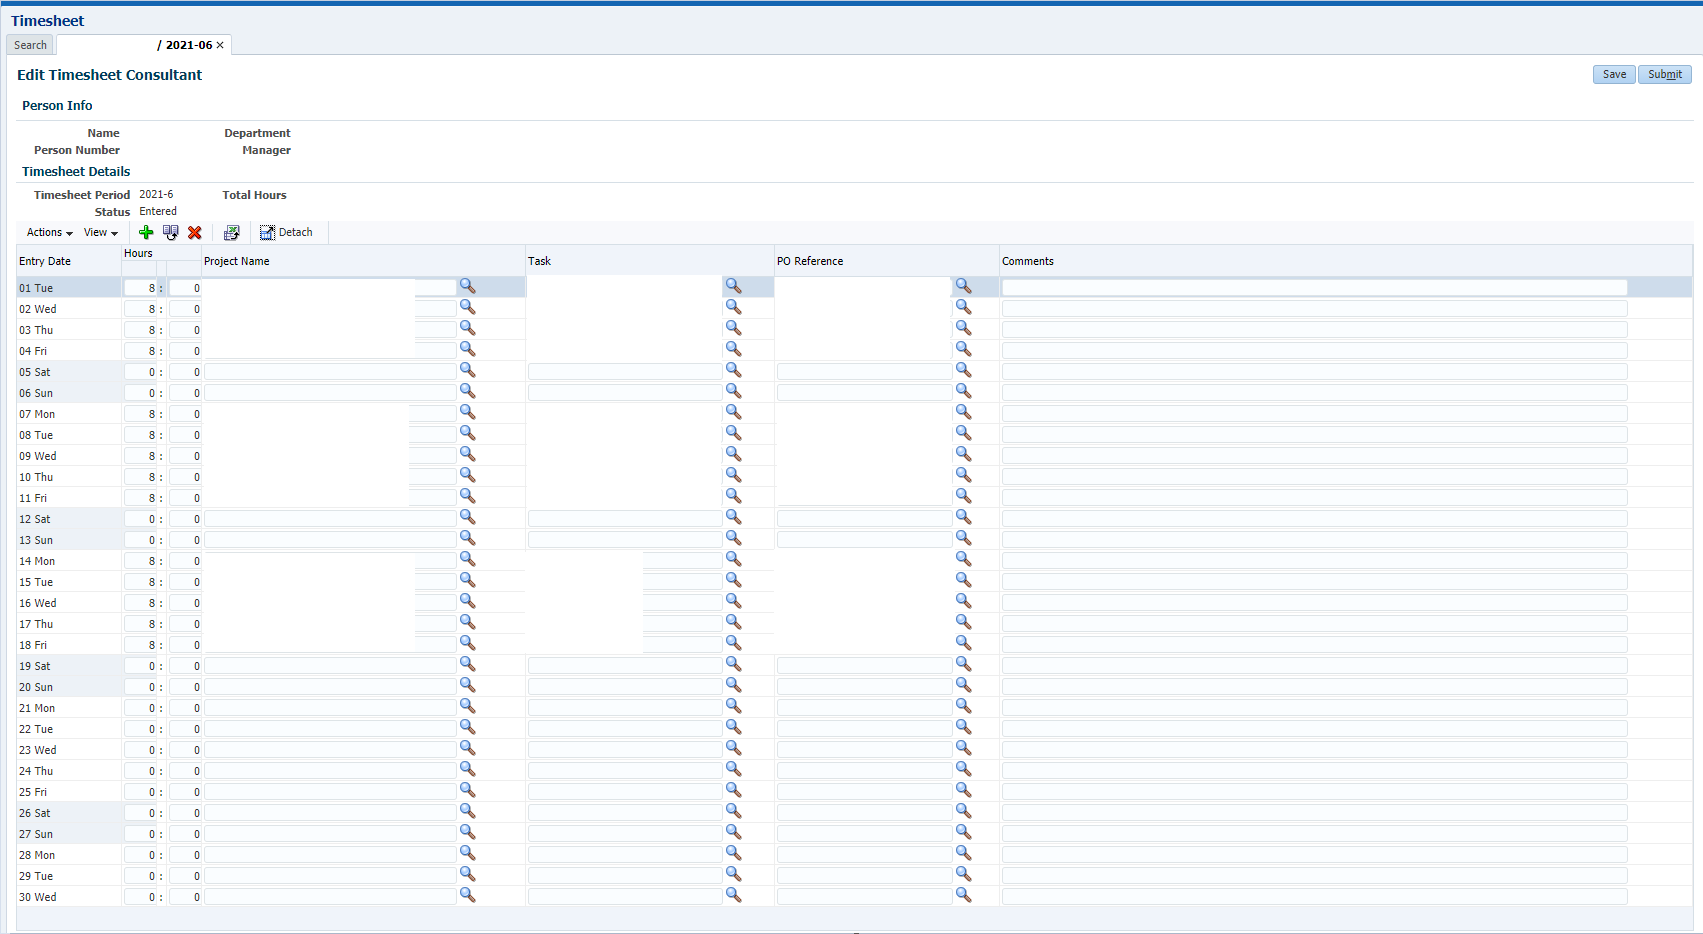 Timesheet
Search / 2021-06 ×
Edit Timesheet Consultant Save Submit
Person Info
Name Department
Person Number Manager
Timesheet Details
Timesheet Period 2021-6 Total Hours
Status Entered
Actions View Detach
Entry Date Hours Project Name Task PO Reference Comments
01 Tue 8 : 0
02 Wed 8 : 0
03 Thu 8 : 0
04 Fri 8 : 0
05 Sat 0 : 0
06 Sun 0 : 0
07 Mon 8 : 0
08 Tue 8 : 0
09 Wed 8 : 0
10 Thu 8 : 0
11 Fri 8 : 0
12 Sat 0 : 0
13 Sun 0 : 0
14 Mon 8 : 0
15 Tue 8 : 0
16 Wed 8 : 0
17 Thu 8 : 0
18 Fri 8 : 0
19 Sat 0 : 0
20 Sun 0 : 0
21 Mon 0 : 0
22 Tue 0 : 0
23 Wed 0 : 0
24 Thu 0 : 0
25 Fri 0 : 0
26 Sat 0 : 0
27 Sun 0 : 0
28 Mon 0 : 0
29 Tue 0 : 0
30 Wed 0 : 0